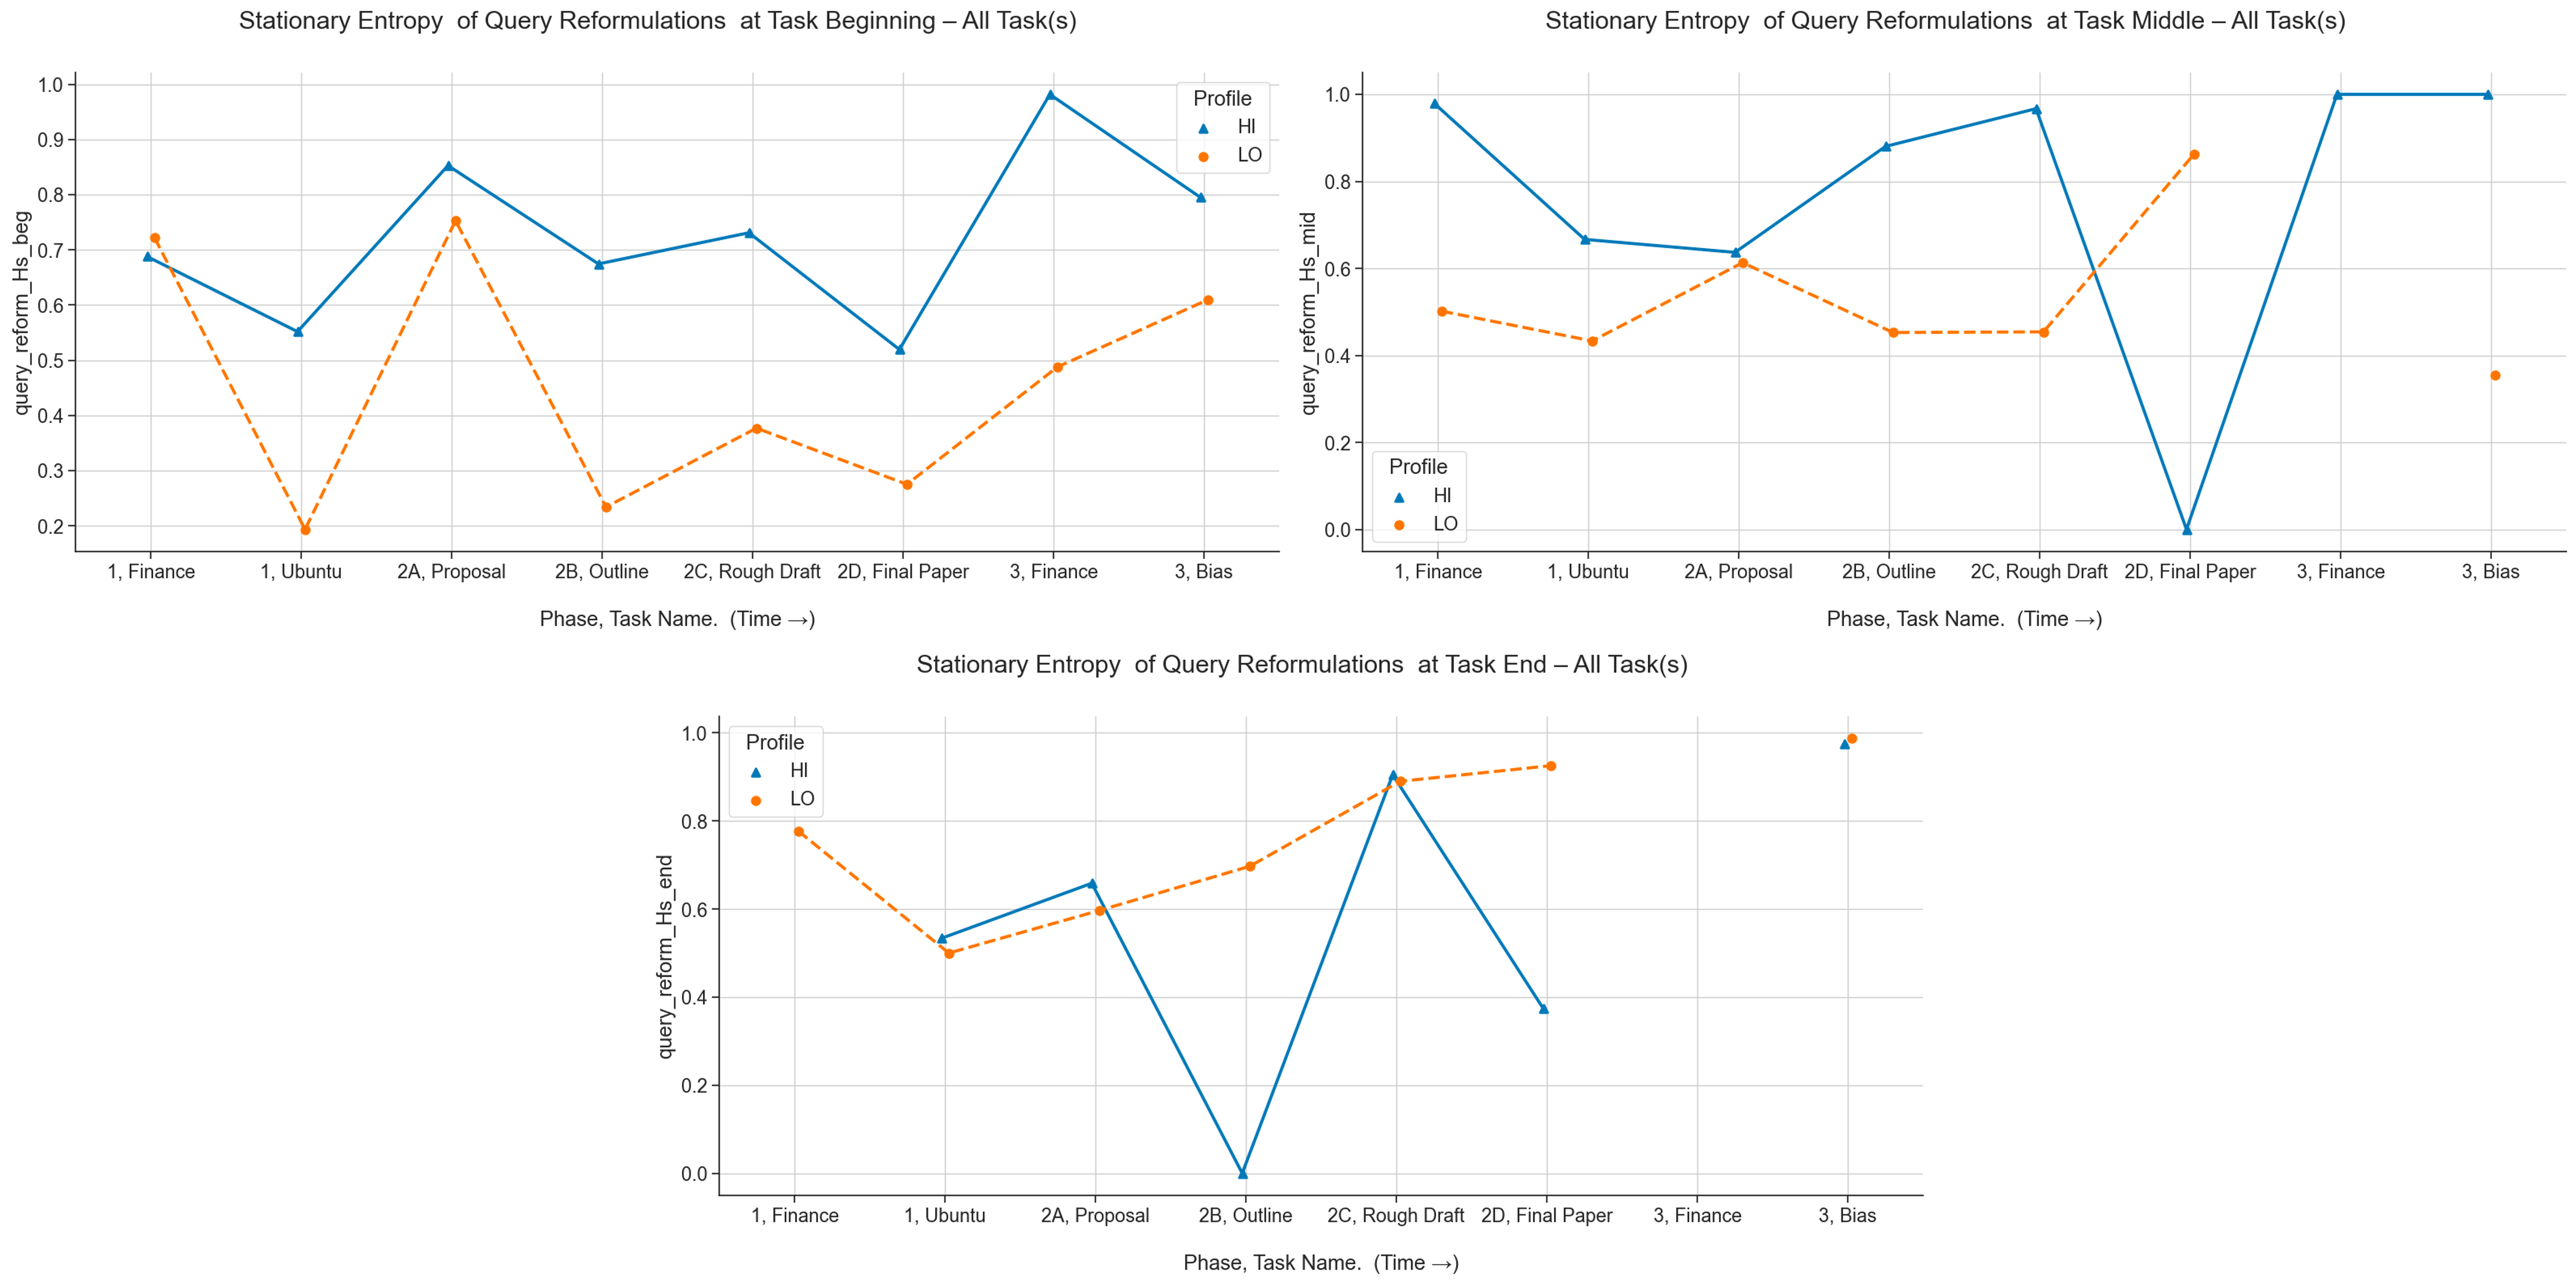 Stationary Entropy  of Query Reformulations  at Task Beginning – All Task(s)
query_reform_Hs_beg
1.0
0.9
0.8
0.7
0.6
0.5
0.4
0.3
0.2
Profile
HI
LO
1, Finance
1, Ubuntu
2A, Proposal
2B, Outline
2C, Rough Draft
2D, Final Paper
3, Finance
3, Bias
Phase, Task Name.  (Time →)
Stationary Entropy  of Query Reformulations  at Task Middle – All Task(s)
query_reform_Hs_mid
1.0
0.8
0.6
0.4
0.2
0.0
Profile
HI
LO
1, Finance
1, Ubuntu
2A, Proposal
2B, Outline
2C, Rough Draft
2D, Final Paper
3, Finance
3, Bias
Phase, Task Name.  (Time →)
Stationary Entropy  of Query Reformulations  at Task End – All Task(s)
query_reform_Hs_end
1.0
0.8
0.6
0.4
0.2
0.0
Profile
HI
LO
1, Finance
1, Ubuntu
2A, Proposal
2B, Outline
2C, Rough Draft
2D, Final Paper
3, Finance
3, Bias
Phase, Task Name.  (Time →)